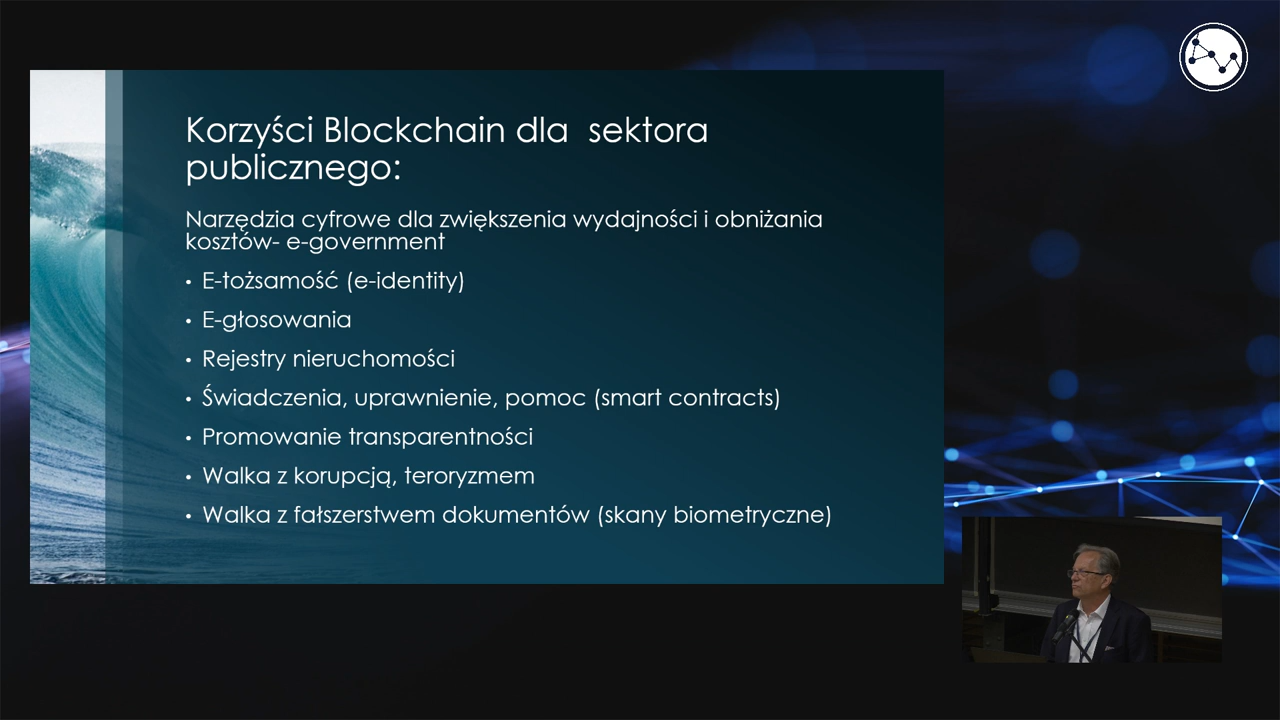 Korzyści Blockchain dla  sektora
publicznego:
Narzędzia cyfrowe dla zwiększenia wydajności i obniżania
kosztów- e-government
• E-tożsamość (e-identity)
• E-głosowania
• Rejestry nieruchomości
• Świadczenia, uprawnienie, pomoc (smart contracts)
• Promowanie transparentności
• Walka z korupcją, teroryzmem
• Walka z fałszerstwem dokumentów (skany biometryczne)